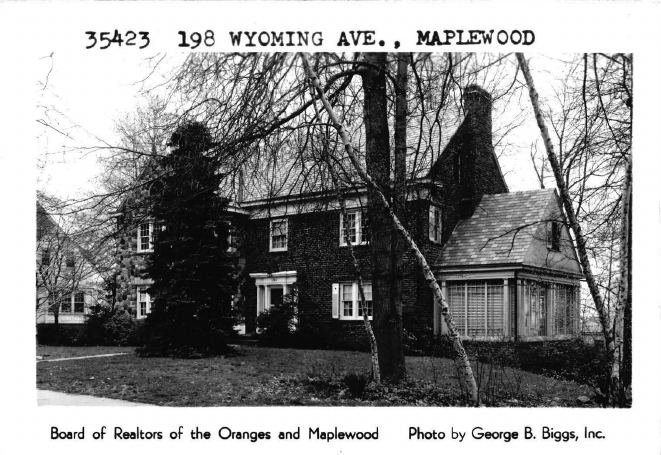 35423 198 WYOMING AVE., MAPLEWOOD
Board of Realtors of the Oranges and Maplewood Photo by George B. Biggs, Inc.